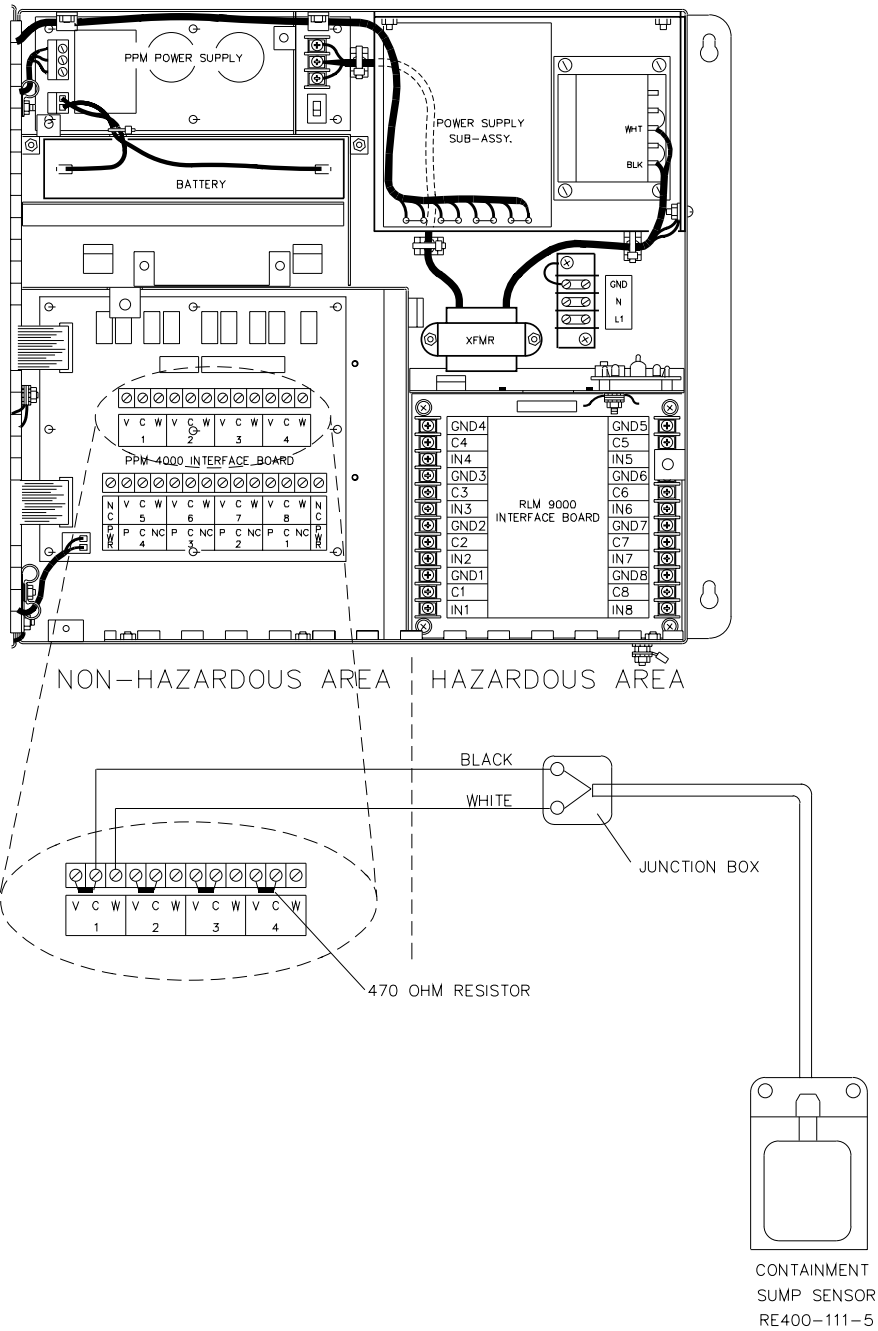 PPM POWER SUPPLY
POWER SUPPLY
SUB-ASSY.
WHT
BLK
BATTERY
GND
N
L1
XFMR
V C W V C W V C W V C W
1 2 3 4
PPM 4000 INTERFACE BOARD
NC V C W V C W V C W V C W NC
5 6 7 8
PWR P C NC P C NC P C NC P C NC PWR
4 3 2 1
GND4
C4
IN4
GND3
C3
IN3
GND2
C2
IN2
GND1
C1
IN1
RLM 9000
INTERFACE BOARD
GND5
C5
IN5
GND6
C6
IN6
GND7
C7
IN7
GND8
C8
IN8
NON-HAZARDOUS AREA
HAZARDOUS AREA
BLACK
WHITE
JUNCTION BOX
V C W V C W V C W V C W
1 2 3 4
470 OHM RESISTOR
CONTAINMENT
SUMP SENSOR
RE400-111-5